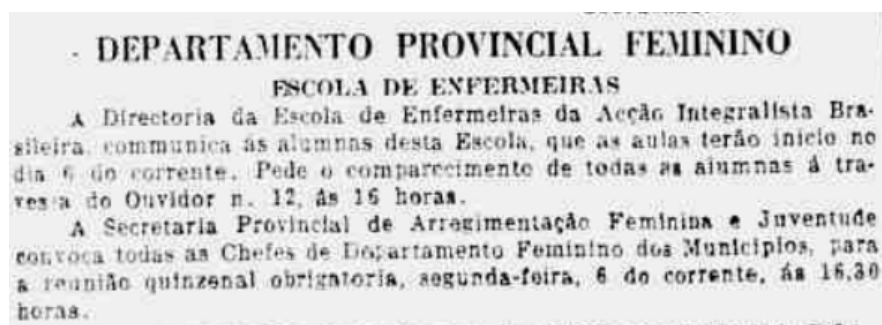 DEPARTAMENTO PROVINCIAL FEMININO
ESCOLA DE ENFERMEIRAS
A Directoria da Escola de Enfermeiras da Acção Integralista Bra-
sileira, communica ás alumnas desta Escola, que as aulas terão inicio no
dia 6 do corrente. Pede o comparecimento de todas as alumnas á tra-
vessa do Ouvidor n. 12, ás 16 horas.
A Secretaria Provincial de Arregimentação Feminina e Juventude
convoca todas as Chefes de Departamento Feminino dos Municipios, para
a reunião quinzenal obrigatoria, segunda-feira, 6 do corrente, ás 16,30
horas.